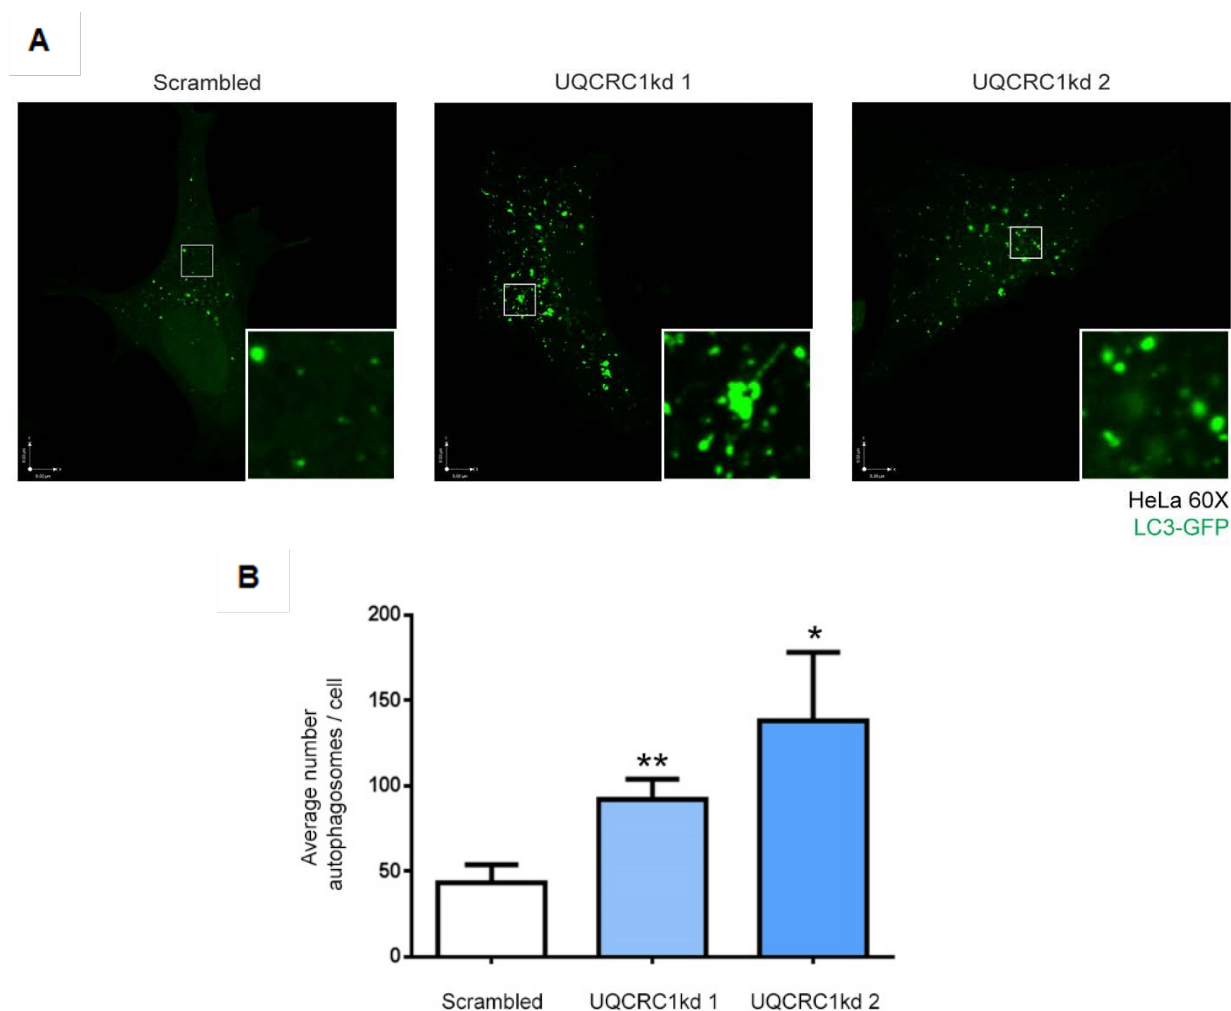 A
Scrambled
UQCRC1kd 1
UQCRC1kd 2
HeLa 60X
LC3-GFP
B
200
150
100
50
0
Average number
autophagosomes / cell
**
*
Scrambled
UQCRC1kd 1
UQCRC1kd 2